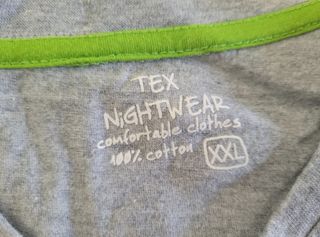 TEX
NiGHTWEAR
comfortable clothes
100% cotton XXL